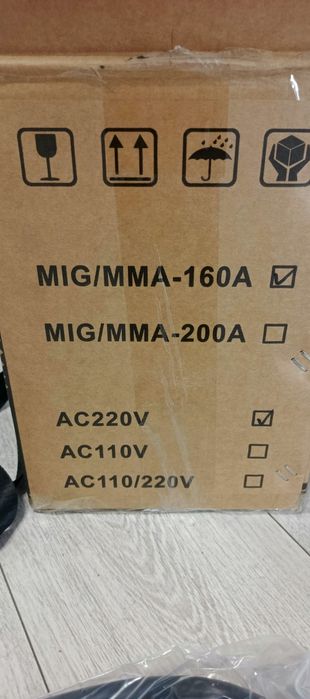 MIG/MMA-160A ☑
MIG/MMA-200A ☐
AC220V ☑
AC110V ☐
AC110/220V ☐